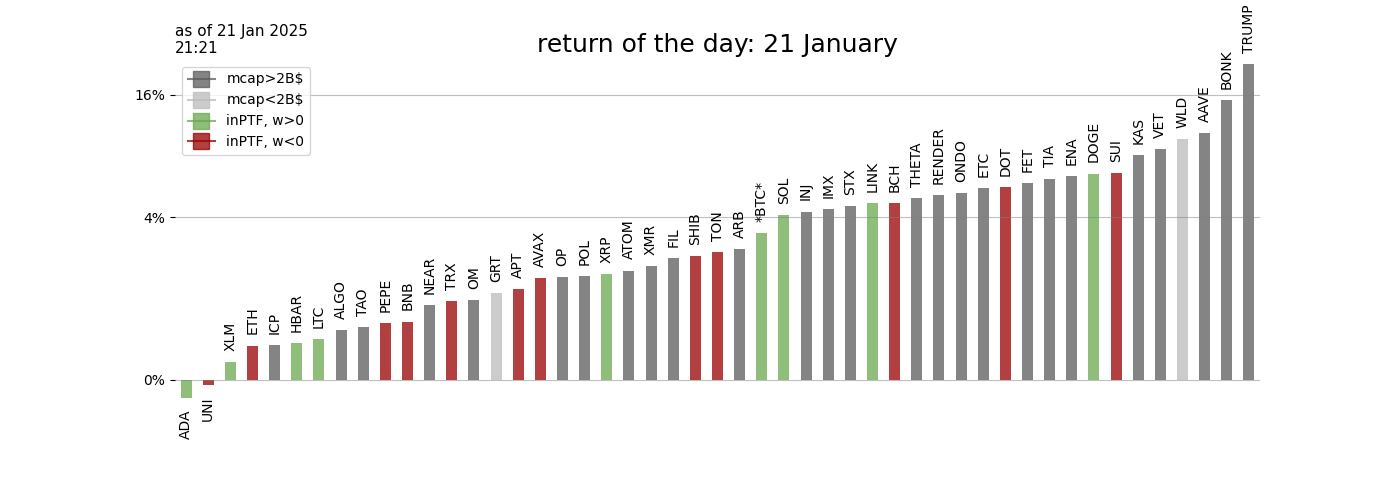 as of 21 Jan 2025
21:21
return of the day: 21 January
mcap>2B$
mcap<2B$
inPTF, w>0
inPTF, w<0
16%
4%
0%
ADA
UNI
XLM
ETH
ICP
HBAR
LTC
ALGO
TAO
PEPE
BNB
NEAR
TRX
OM
GRT
APT
AVAX
OP
POL
XRP
ATOM
XMR
FIL
SHIB
TON
ARB
*BTC*
SOL
INJ
IMX
STX
LINK
BCH
THETA
RENDER
ONDO
ETC
DOT
FET
TIA
ENA
DOGE
SUI
KAS
VET
WLD
AAVE
BONK
TRUMP